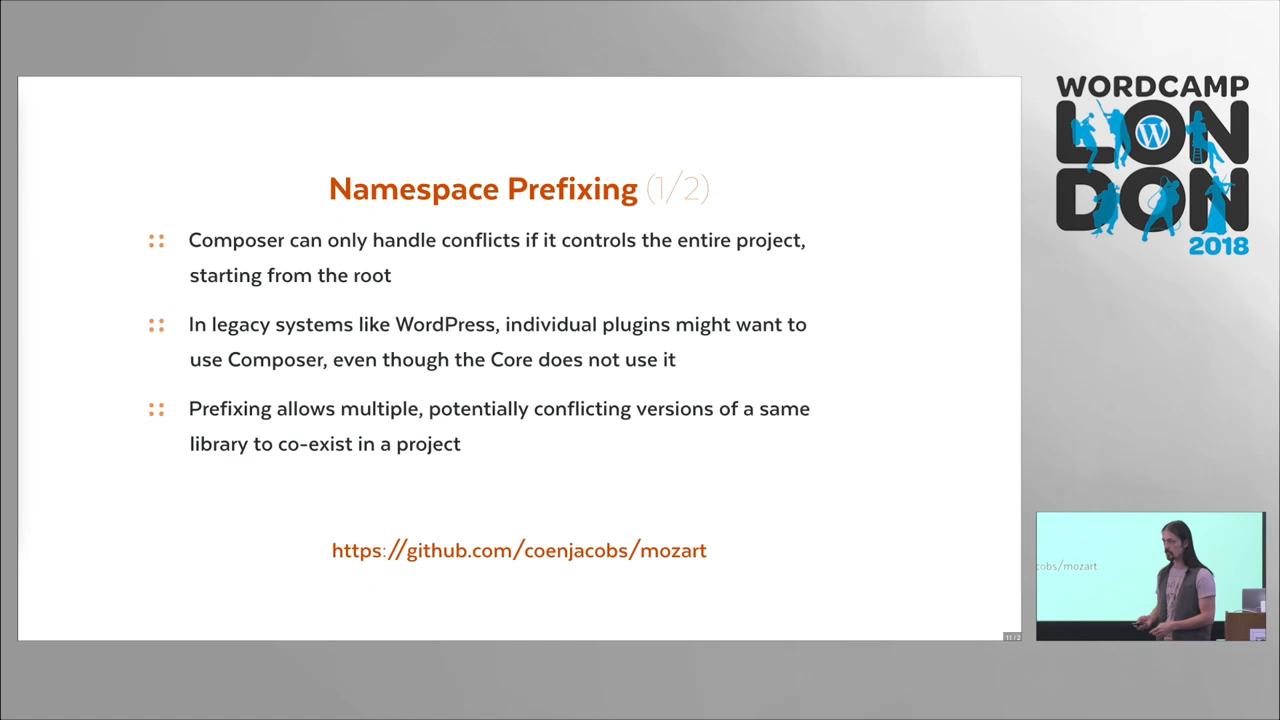 Namespace Prefixing (1/2)
Composer can only handle conflicts if it controls the entire project,
starting from the root
In legacy systems like WordPress, individual plugins might want to
use Composer, even though the Core does not use it
Prefixing allows multiple, potentially conflicting versions of a same
library to co-exist in a project
https://github.com/coenjacobs/mozart
WORDCAMP
LONDON
2018
cobs/mozart